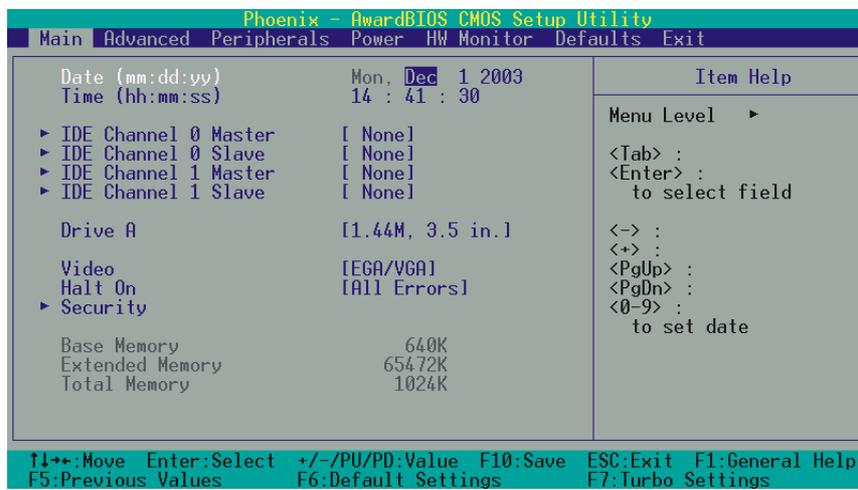 Phoenix - AwardBIOS CMOS Setup Utility
Main Advanced Peripherals Power HW Monitor Defaults Exit
Date (mm:dd:yy) Mon, Dec 1 2003
Time (hh:mm:ss) 14 : 41 : 30
▸ IDE Channel 0 Master [ None]
▸ IDE Channel 0 Slave [ None]
▸ IDE Channel 1 Master [ None]
▸ IDE Channel 1 Slave [ None]
Drive A [1.44M, 3.5 in.]
Video [EGA/VGA]
Halt On [All Errors]
▸ Security
Base Memory 640K
Extended Memory 65472K
Total Memory 1024K
Item Help
Menu Level ▸
<Tab> :
<Enter> :
to select field
<-> :
<+> :
<PgUp> :
<PgDn> :
<0-9> :
to set date
↑↓→←:Move Enter:Select +/-/PU/PD:Value F10:Save ESC:Exit F1:General Help
F5:Previous Values F6:Default Settings F7:Turbo Settings